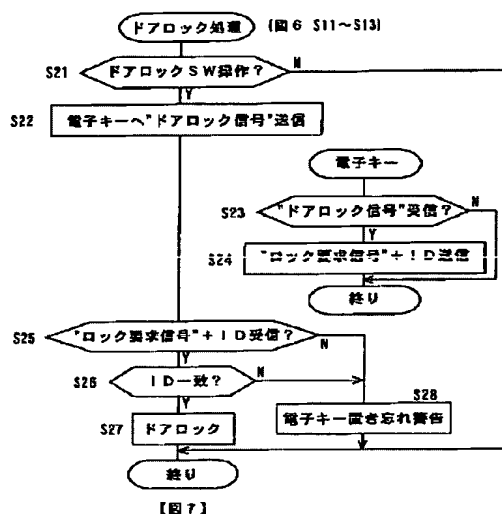 ドアロック処理 (図6 S11~S13)
S21 ドアロックSW操作? N
Y
S22 電子キーへ"ドアロック信号"送信
電子キー
N
S23 "ドアロック信号"受信?
Y
S24 "ロック要求信号"+ID送信
終り
S25 "ロック要求信号"+ID受信?
N
Y
S26 ID一致? N
Y
S28
S27 ドアロック 電子キー置き忘れ警告
終り
【図7】